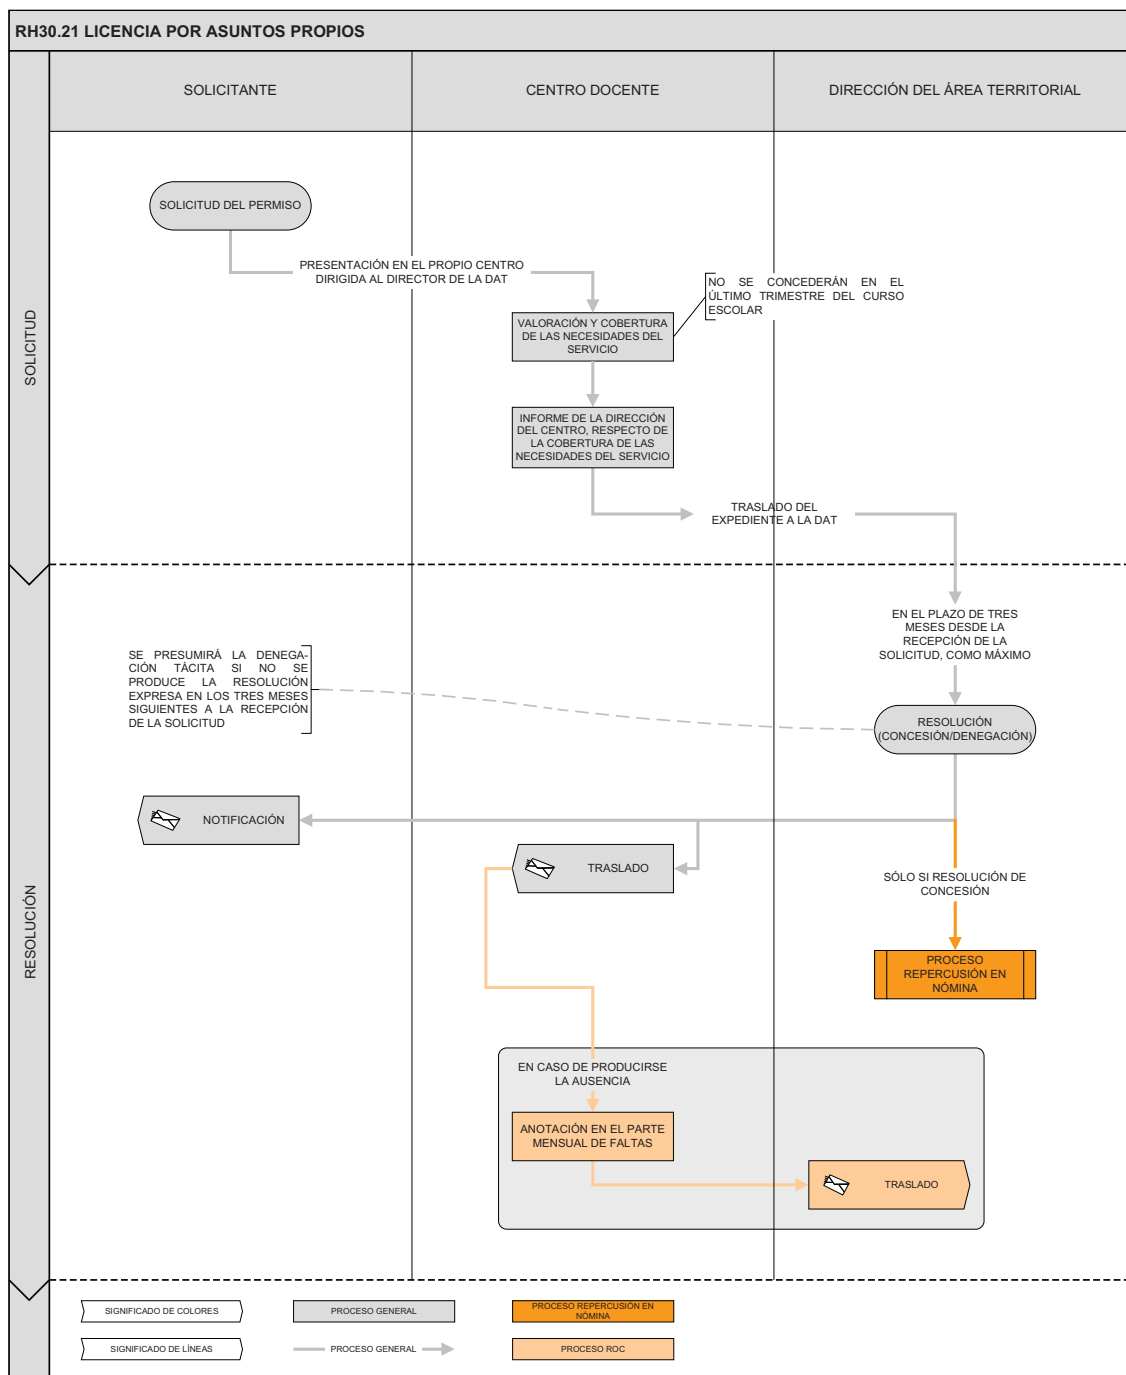 RH30.21 LICENCIA POR ASUNTOS PROPIOS
SOLICITANTE
CENTRO DOCENTE
DIRECCIÓN DEL ÁREA TERRITORIAL
SOLICITUD
SOLICITUD DEL PERMISO
PRESENTACIÓN EN EL PROPIO CENTRO
DIRIGIDA AL DIRECTOR DE LA DAT
NO SE CONCEDERÁN EN EL
ÚLTIMO TRIMESTRE DEL CURSO
ESCOLAR
VALORACIÓN Y COBERTURA
DE LAS NECESIDADES DEL
SERVICIO
INFORME DE LA DIRECCIÓN
DEL CENTRO, RESPECTO DE
LA COBERTURA DE LAS
NECESIDADES DEL SERVICIO
TRASLADO DEL
EXPEDIENTE A LA DAT
RESOLUCIÓN
EN EL PLAZO DE TRES
MESES DESDE LA
RECEPCIÓN DE LA
SOLICITUD, COMO MÁXIMO
SE PRESUMIRÁ LA DENEGA-
CIÓN TÁCITA SI NO SE
PRODUCE LA RESOLUCIÓN
EXPRESA EN LOS TRES MESES
SIGUIENTES A LA RECEPCIÓN
DE LA SOLICITUD
RESOLUCIÓN
(CONCESIÓN/DENEGACIÓN)
NOTIFICACIÓN
TRASLADO
SÓLO SI RESOLUCIÓN DE
CONCESIÓN
PROCESO
REPERCUSIÓN EN
NÓMINA
EN CASO DE PRODUCIRSE
LA AUSENCIA
ANOTACIÓN EN EL PARTE
MENSUAL DE FALTAS
TRASLADO
SIGNIFICADO DE COLORES
PROCESO GENERAL
PROCESO REPERCUSIÓN EN
NÓMINA
SIGNIFICADO DE LÍNEAS
PROCESO GENERAL
PROCESO ROC